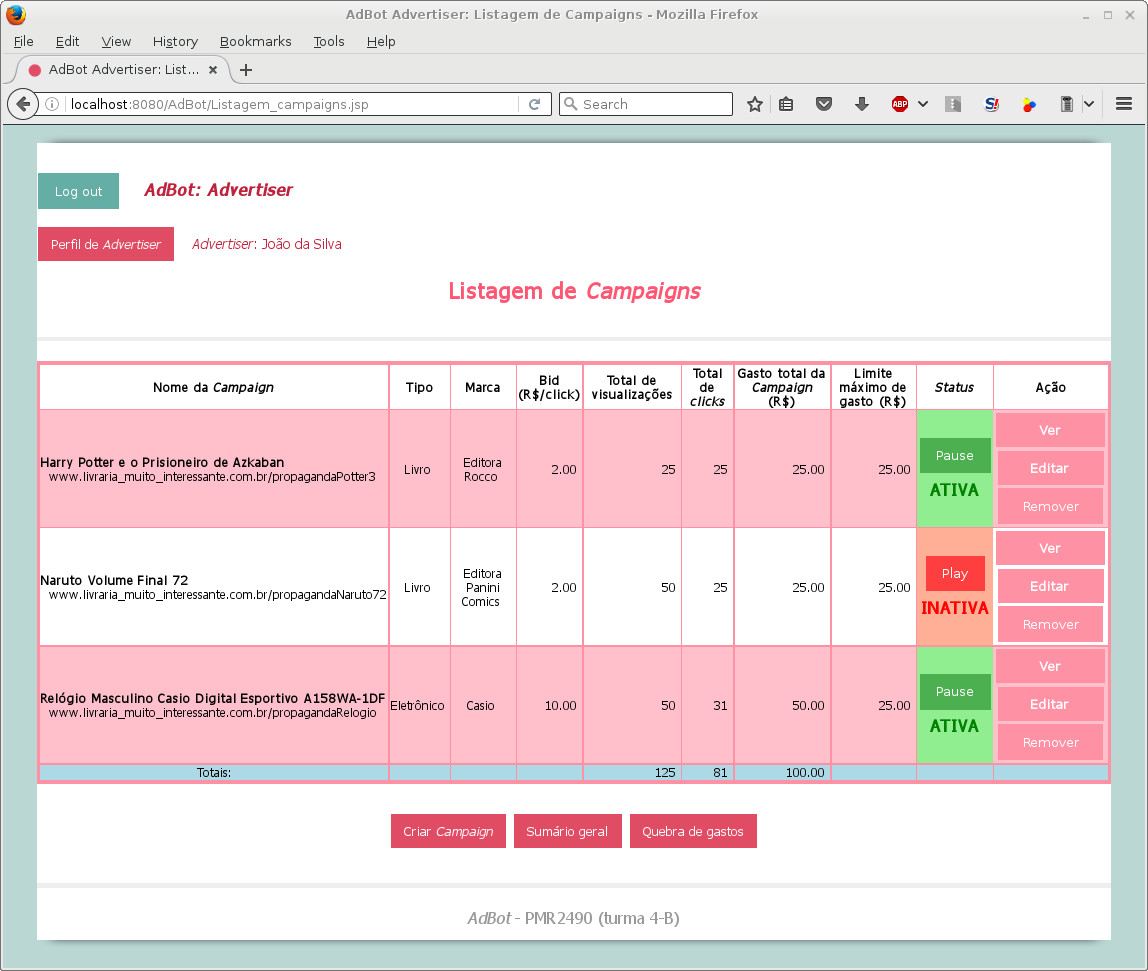 AdBot Advertiser: Listagem de Campaigns - Mozilla Firefox
File Edit View History Bookmarks Tools Help
AdBot Advertiser: List...
localhost:8080/AdBot/Listagem_campaigns.jsp Search ABP S!
Log out AdBot: Advertiser
Perfil de Advertiser Advertiser: João da Silva
Listagem de Campaigns
Nome da Campaign Tipo Marca Bid (R$/click) Total de visualizações Total de clicks Gasto total da Campaign (R$) Limite máximo de gasto (R$) Status Ação
Harry Potter e o Prisioneiro de Azkaban
www.livraria_muito_interessante.com.br/propagandaPotter3
Livro
Editora
Rocco
2.00 25 25 25.00 25.00
Pause
ATIVA
Ver
Editar
Remover
Naruto Volume Final 72
www.livraria_muito_interessante.com.br/propagandaNaruto72
Livro
Editora
Panini
Comics
2.00 50 25 25.00 25.00
Play
INATIVA
Ver
Editar
Remover
Relógio Masculino Casio Digital Esportivo A158WA-1DF
www.livraria_muito_interessante.com.br/propagandaRelogio
Eletrônico
Casio
10.00 50 31 50.00 25.00
Pause
ATIVA
Ver
Editar
Remover
Totais: 125 81 100.00
Criar Campaign Sumário geral Quebra de gastos
AdBot - PMR2490 (turma 4-B)